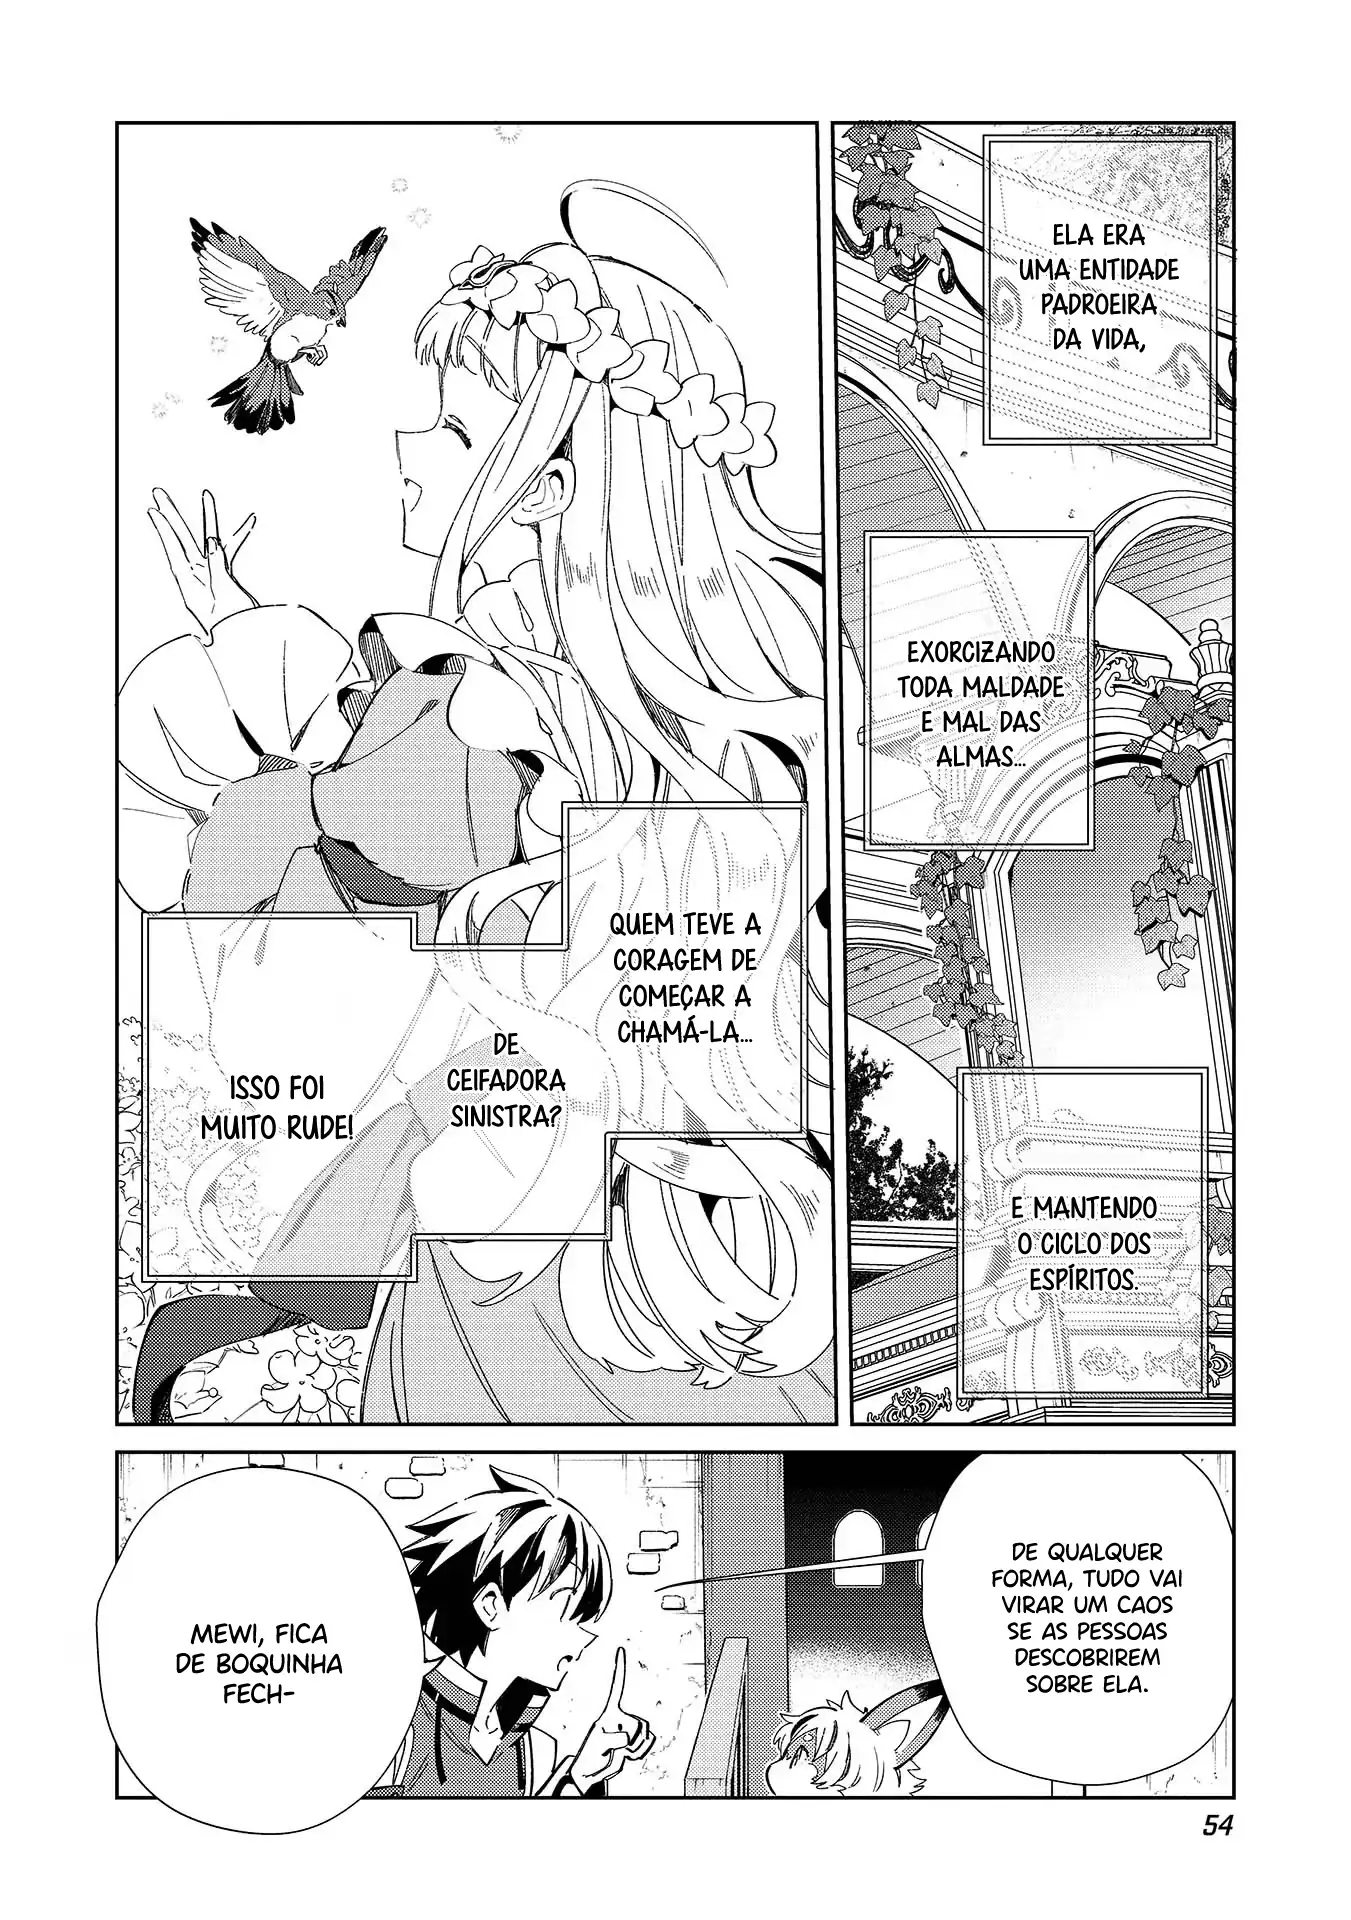 ELA ERA
UMA ENTIDADE
PADROEIRA
DA VIDA,
EXORCIZANDO
TODA MALDADE
E MAL DAS
ALMAS...
E MANTENDO
O CICLO DOS
ESPÍRITOS.
QUEM TEVE A
CORAGEM DE
COMEÇAR A
CHAMÁ-LA...
DE
CEIFADORA
SINISTRA?
ISSO FOI
MUITO RUDE!
DE QUALQUER
FORMA, TUDO VAI
VIRAR UM CAOS
SE AS PESSOAS
DESCOBRIREM
SOBRE ELA.
MEWI, FICA
DE BOQUINHA
FECH-
54